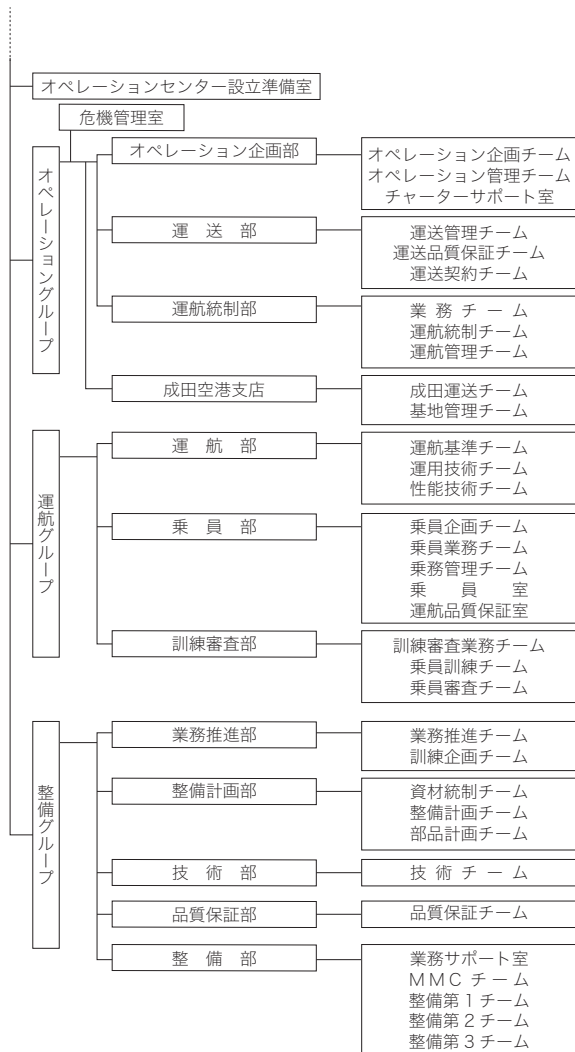 オペレーションセンター設立準備室
危機管理室
オペレーショングループ
オペレーション企画部
オペレーション企画チーム
オペレーション管理チーム
チャーターサポート室
運送部
運送管理チーム
運送品質保証チーム
運送契約チーム
運航統制部
業務チーム
運航統制チーム
運航管理チーム
成田空港支店
成田運送チーム
基地管理チーム
運航グループ
運航部
運航基準チーム
運用技術チーム
性能技術チーム
乗員部
乗員企画チーム
乗員業務チーム
乗務管理チーム
乗員室
運航品質保証室
訓練審査部
訓練審査業務チーム
乗員訓練チーム
乗員審査チーム
整備グループ
業務推進部
業務推進チーム
訓練企画チーム
整備計画部
資材統制チーム
整備計画チーム
部品計画チーム
技術部
技術チーム
品質保証部
品質保証チーム
整備部
業務サポート室
MMCチーム
整備第1チーム
整備第2チーム
整備第3チーム